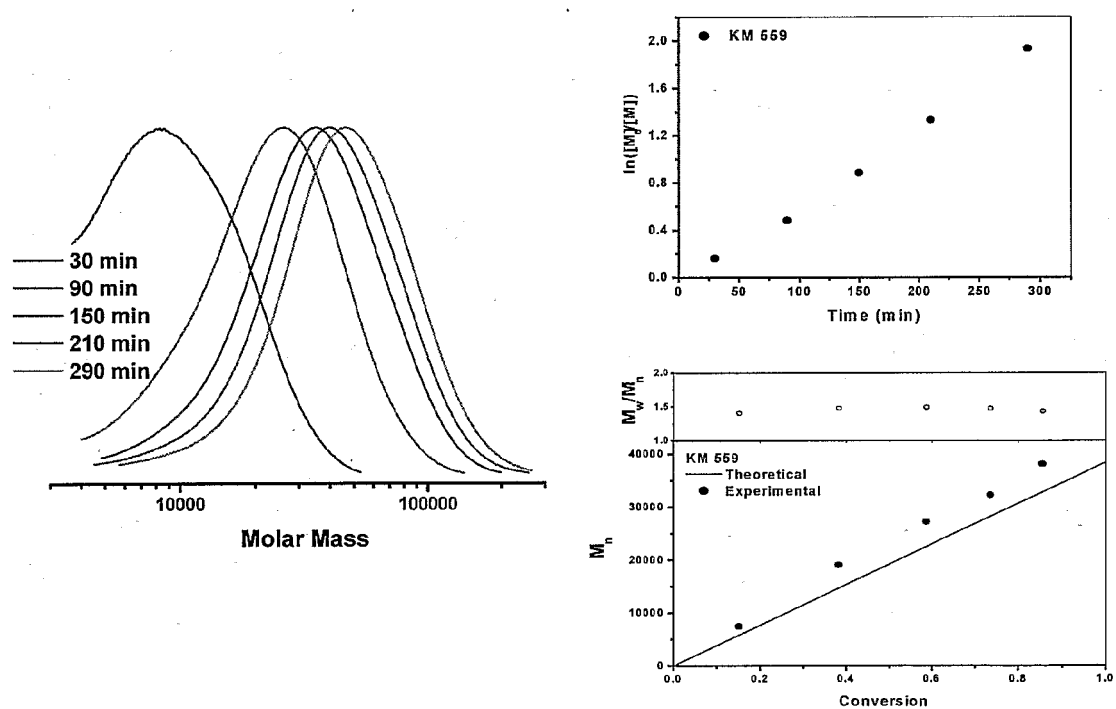 30 min
90 min
150 min
210 min
290 min
10000 100000
Molar Mass
KM 559
2.0
1.6
1.2
0.8
0.4
0.0
ln([M]0/[M])
0 50 100 150 200 250 300
Time (min)
2.0
1.5
1.0
Mw/Mn
KM 559
Theoretical
Experimental
40000
30000
20000
10000
0
Mn
0.0 0.2 0.4 0.6 0.8 1.0
Conversion